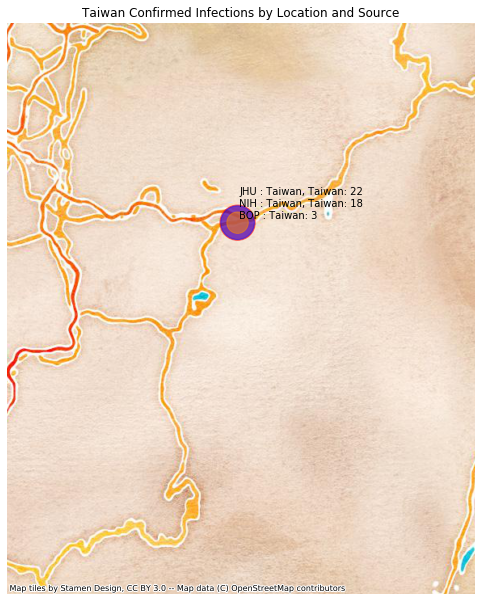 Taiwan Confirmed Infections by Location and Source
JHU : Taiwan, Taiwan: 22
NIH : Taiwan, Taiwan: 18
BOP : Taiwan: 3
Map tiles by Stamen Design, CC BY 3.0 -- Map data (C) OpenStreetMap contributors